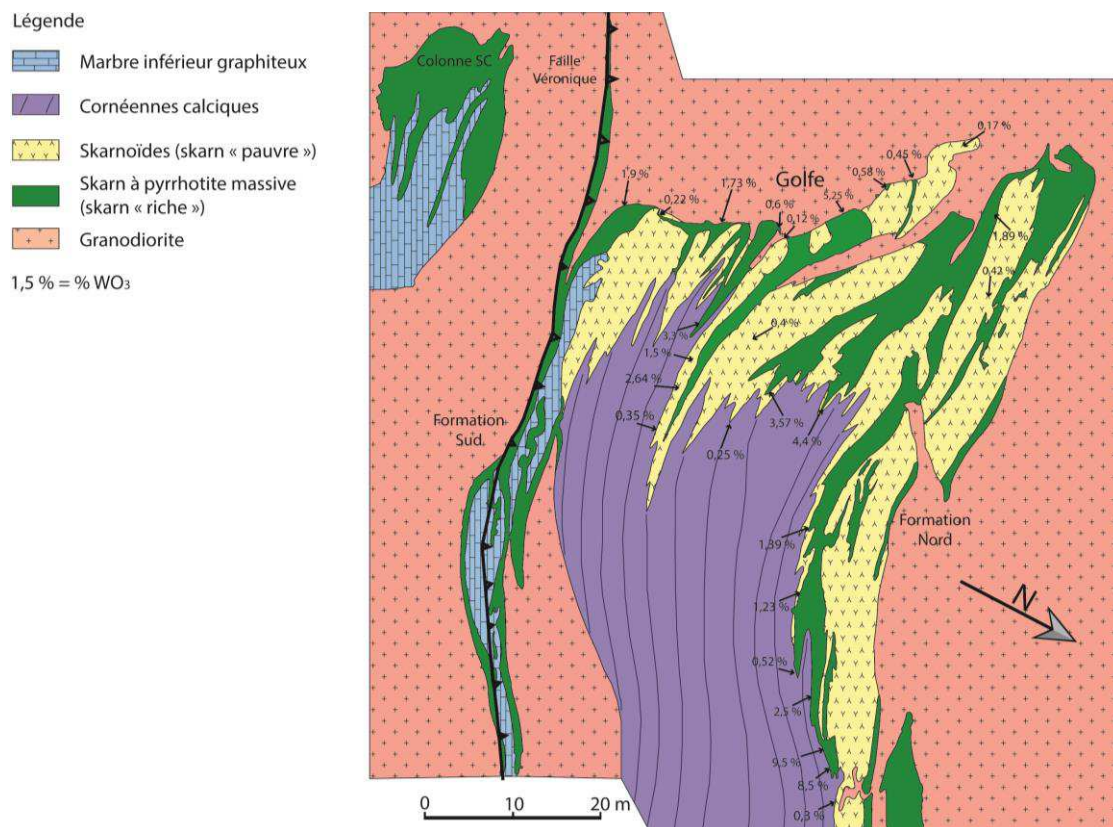 Légende
Marbre inférieur graphiteux
Cornéennes calciques
Skarnoïdes (skarn « pauvre »)
Skarn à pyrrhotite massive
(skarn « riche »)
Granodiorite
1,5 % = % WO₃
Colonne SC
Faille
Véronique
Golfe
0,17 %
0,45 %
0,58 %
1,9 %
0,22 %
1,73 %
0,6 %
0,12 %
5,25 %
1,89 %
0,42 %
3,3 %
0,4 %
1,5 %
2,64 %
0,35 %
3,57 %
4,4 %
0,25 %
Formation
Sud.
Formation
Nord
1,39 %
1,23 %
0,52 %
2,5 %
9,5 %
8,5 %
0,3 %
N
0 10 20 m